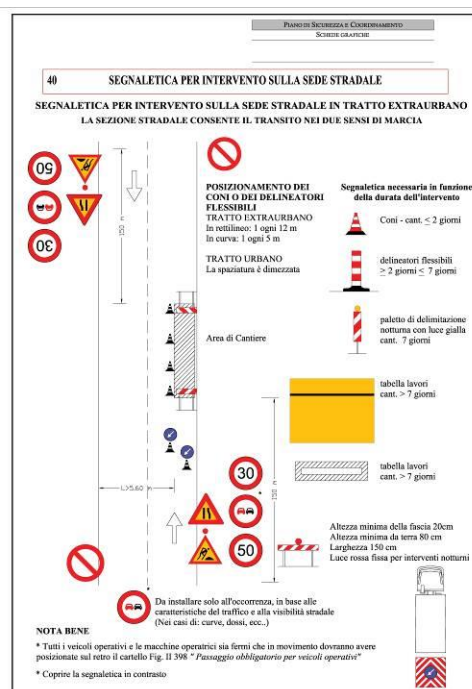 PIANO DI SICUREZZA E COORDINAMENTO
SCHEDE GRAFICHE
40 SEGNALETICA PER INTERVENTO SULLA SEDE STRADALE
SEGNALETICA PER INTERVENTO SULLA SEDE STRADALE IN TRATTO EXTRAURBANO
LA SEZIONE STRADALE CONSENTE IL TRANSITO NEI DUE SENSI DI MARCIA
50
30
150 m
POSIZIONAMENTO DEI
CONI O DEI DELINEATORI
FLESSIBILI
TRATTO EXTRAURBANO
In rettilineo: 1 ogni 12 m
In curva: 1 ogni 5 m
TRATTO URBANO
La spaziatura è dimezzata
Area di Cantiere
Segnaletica necessaria in funzione
della durata dell'intervento
Coni - cant. ≤ 2 giorni
delineatori flessibili
> 2 giorni ≤ 7 giorni
paletto di delimitazione
notturna con luce gialla
cant. 7 giorni
tabella lavori
cant. > 7 giorni
tabella lavori
cant. > 7 giorni
L>5.60 m
30
50
150 m
Altezza minima della fascia 20cm
Altezza minima da terra 80 cm
Larghezza 150 cm
Luce rossa fissa per interventi notturni
*
Da installare solo all'occorrenza, in base alle
caratteristiche del traffico e alla visibilità stradale
(Nei casi di: curve, dossi, ecc..)
NOTA BENE
* Tutti i veicoli operativi e le macchine operatrici sia fermi che in movimento dovranno avere
posizionate sul retro il cartello Fig. II 398 " Passaggio obbligatorio per veicoli operativi"
* Coprire la segnaletica in contrasto